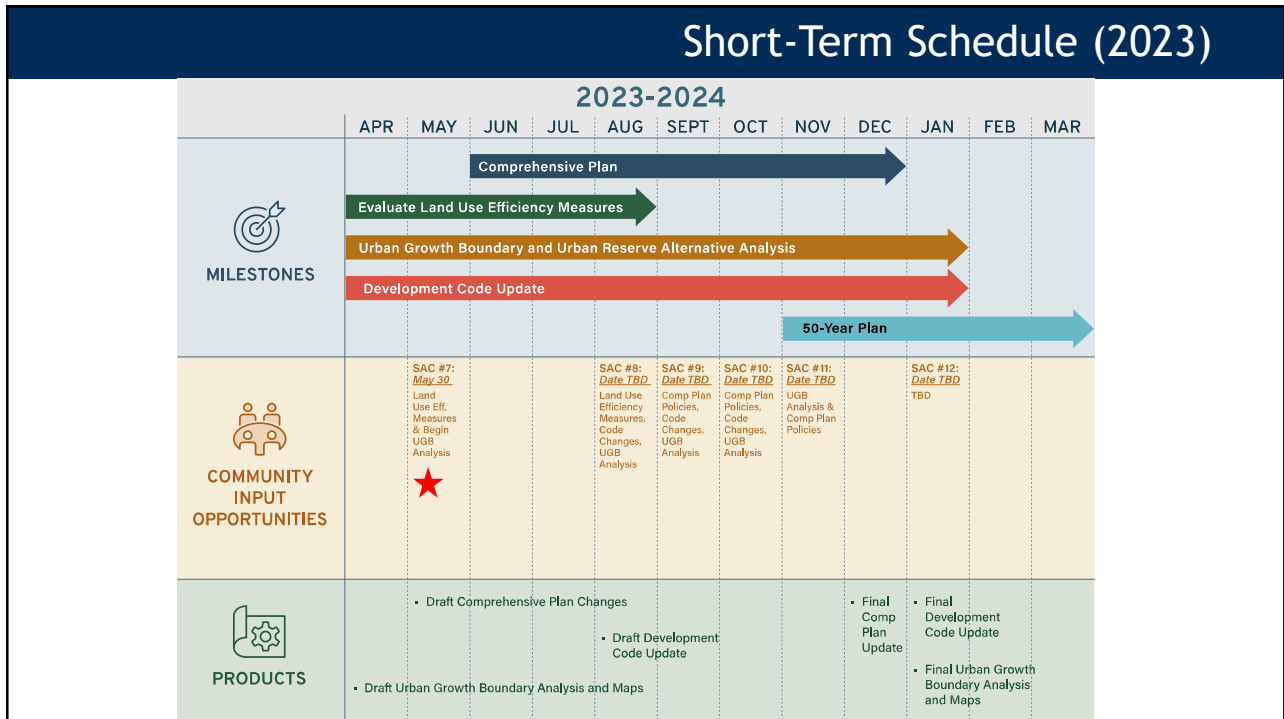 Short-Term Schedule (2023)
2023-2024
APR MAY JUN JUL AUG SEPT OCT NOV DEC JAN FEB MAR
MILESTONES
Comprehensive Plan
Evaluate Land Use Efficiency Measures
Urban Growth Boundary and Urban Reserve Alternative Analysis
Development Code Update
50-Year Plan
COMMUNITY
INPUT
OPPORTUNITIES
SAC #7:
May 30
Land
Use Eff,
Measures
& Begin
UGB
Analysis
SAC #8:
Date TBD
Land Use
Efficiency
Measures,
Code
Changes,
UGB
Analysis
SAC #9:
Date TBD
Comp Plan
Policies,
Code
Changes,
UGB
Analysis
SAC #10:
Date TBD
Comp Plan
Policies,
Code
Changes,
UGB
Analysis
SAC #11:
Date TBD
UGB
Analysis &
Comp Plan
Policies
SAC #12:
Date TBD
TBD
PRODUCTS
▪ Draft Comprehensive Plan Changes
▪ Draft Development
Code Update
▪ Draft Urban Growth Boundary Analysis and Maps
▪ Final
Comp
Plan
Update
▪ Final
Development
Code Update
▪ Final Urban Growth
Boundary Analysis
and Maps